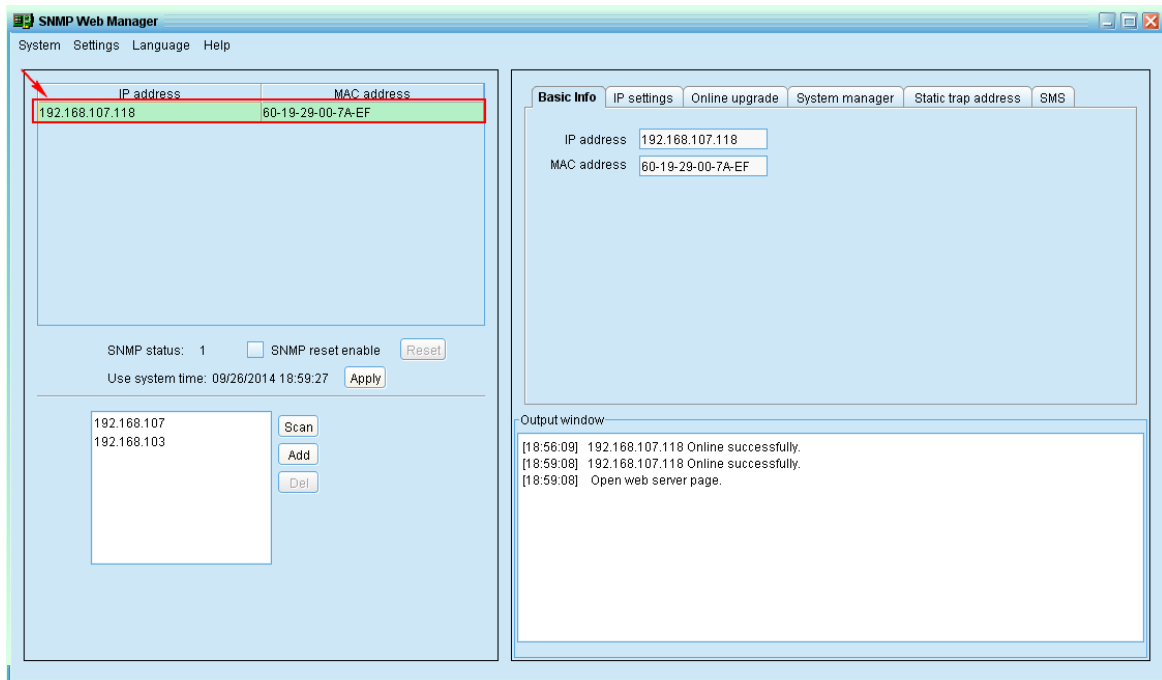 SNMP Web Manager
System Settings Language Help
IP address MAC address
192.168.107.118 60-19-29-00-7A-EF
SNMP status: 1 SNMP reset enable Reset
Use system time: 09/26/2014 18:59:27 Apply
192.168.107
192.168.103
Scan
Add
Del
Basic Info IP settings Online upgrade System manager Static trap address SMS
IP address 192.168.107.118
MAC address 60-19-29-00-7A-EF
Output window
[18:56:09] 192.168.107.118 Online successfully.
[18:59:08] 192.168.107.118 Online successfully.
[18:59:08] Open web server page.